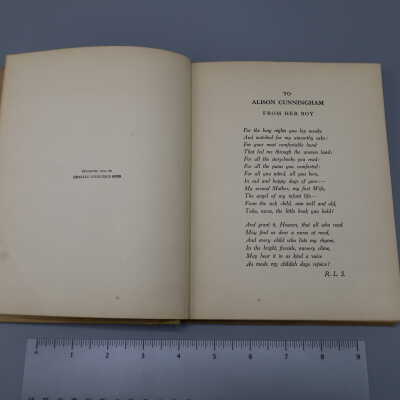 TO
ALISON CUNNINGHAM
FROM HER BOY
For the long nights you lay awake
And watched for my unworthy sake:
For your most comfortable hand
That led me through the uneven land:
For all the story-books you read:
For all the pains you comforted:
For all you pitied, all you bore,
In sad and happy days of yore:—
My second Mother, my first Wife,
The angel of my infant life—
From the sick child, now well and old,
Take, nurse, the little book you hold!
And grant it, Heaven, that all who read
May find as dear a nurse at need,
And every child who lists my rhyme,
In the bright, fireside, nursery clime,
May hear it in as kind a voice
As made my childish days rejoice!
R. L. S.
1 2 3 4 5 6 7 8 9